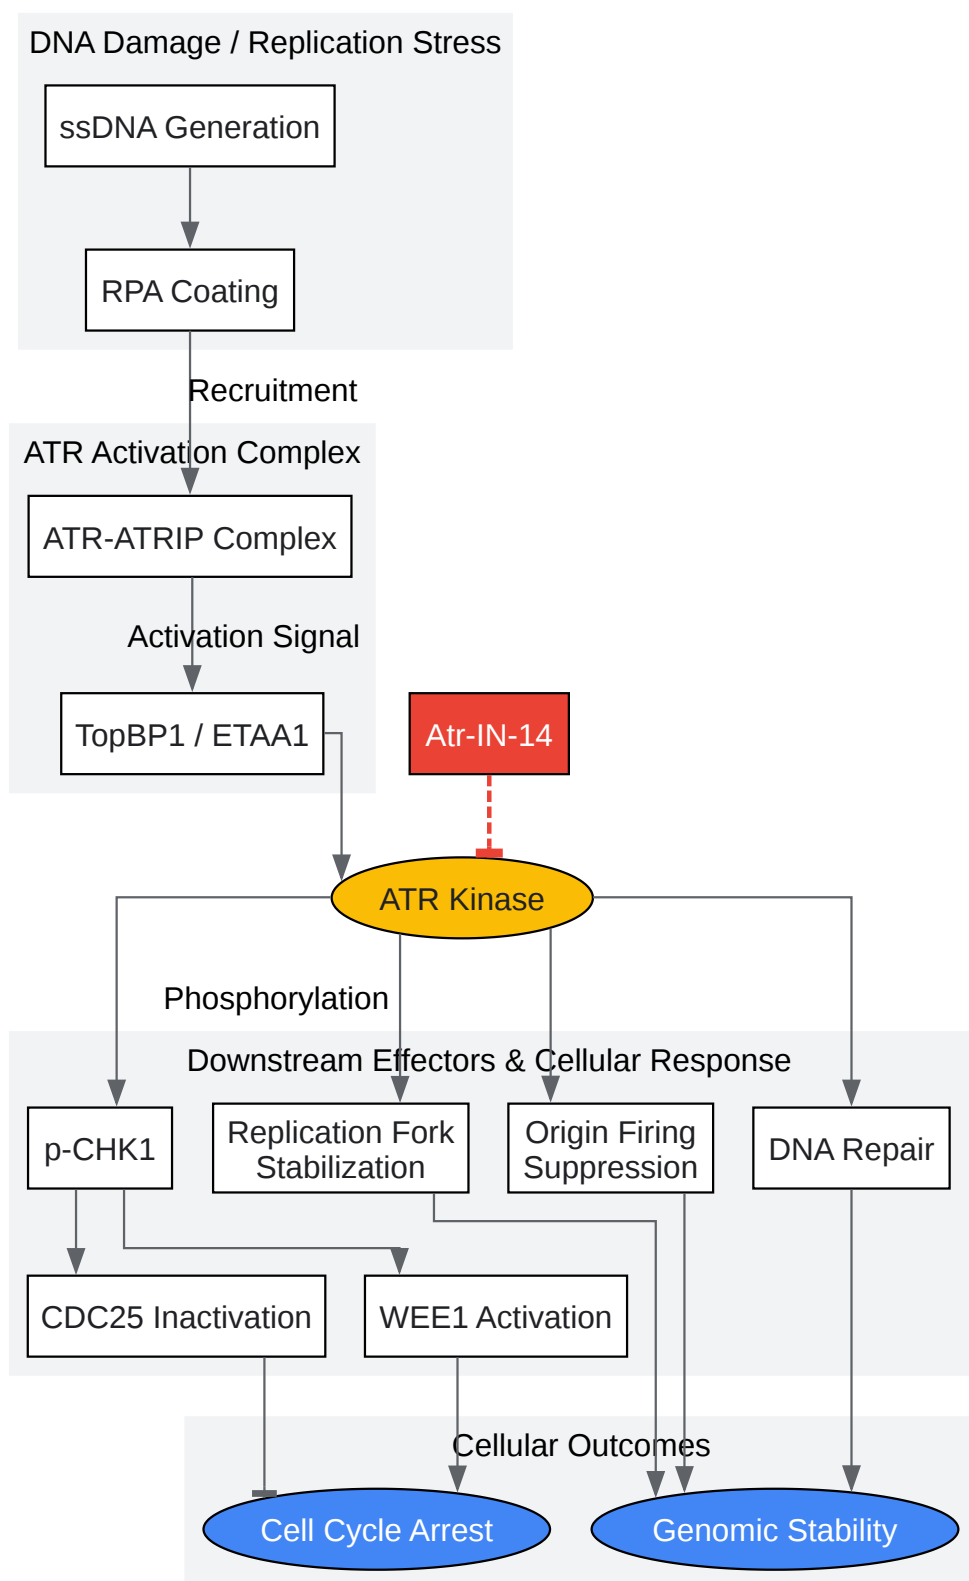 DNA Damage / Replication Stress
ssDNA Generation
RPA Coating
Recruitment
ATR Activation Complex
ATR-ATRIP Complex
Activation Signal
TopBP1 / ETAA1
Atr-IN-14
ATR Kinase
Phosphorylation
Downstream Effectors & Cellular Response
p-CHK1
Replication Fork
Stabilization
Origin Firing
Suppression
DNA Repair
CDC25 Inactivation
WEE1 Activation
Cellular Outcomes
Cell Cycle Arrest
Genomic Stability